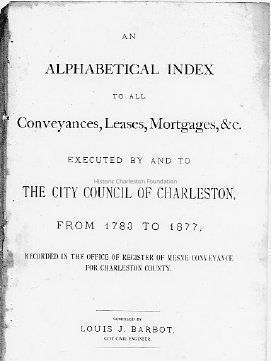 AN
ALPHABETICAL INDEX
TO ALL
Conveyances, Leases, Mortgages, &c.
EXECUTED BY AND TO
Historic Charleston Foundation
THE CITY COUNCIL OF CHARLESTON,
FROM 1783 TO 1877,
RECORDED IN THE OFFICE OF REGISTER OF MESNE CONVEYANCE
FOR CHARLESTON COUNTY.
COMPILED BY
LOUIS J. BARBOT,
CITY CIVIL ENGINEER.